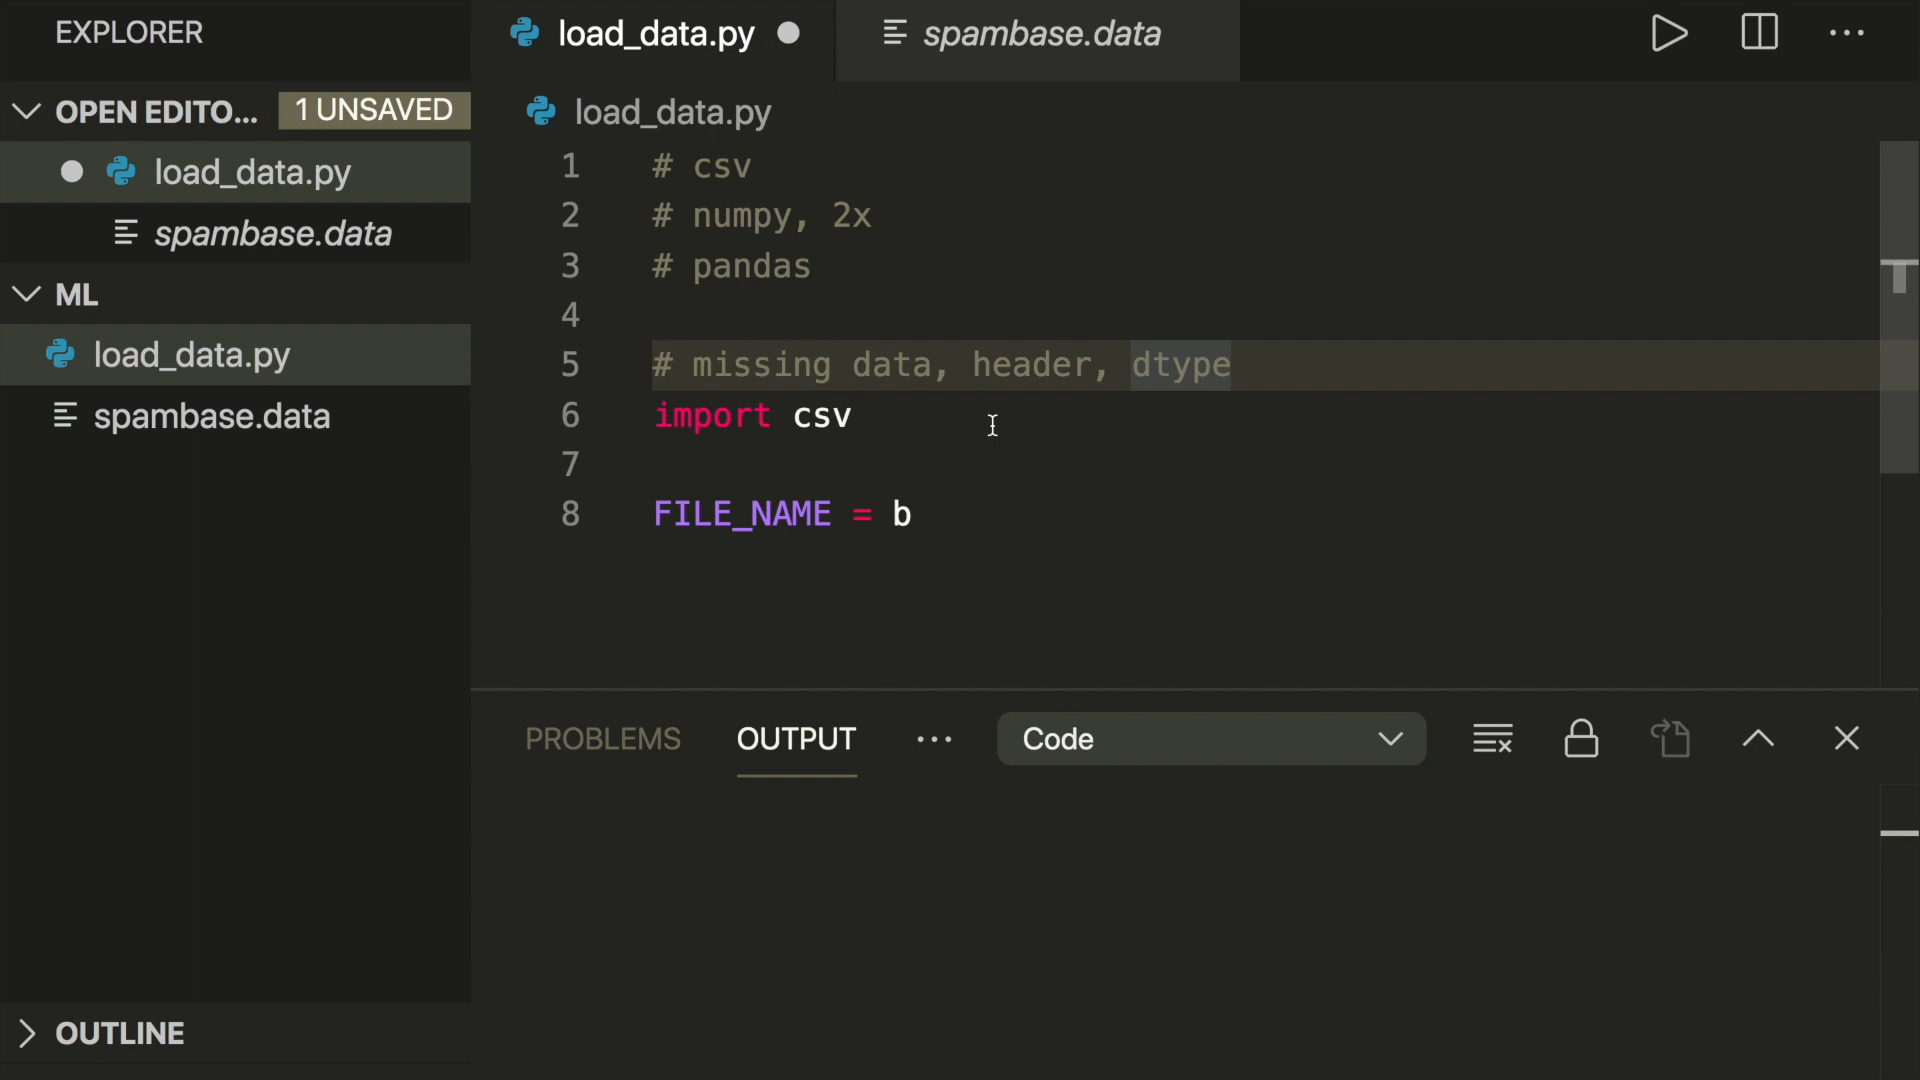 EXPLORER
OPEN EDITO... 1 UNSAVED
load_data.py
spambase.data
ML
load_data.py
spambase.data
OUTLINE
load_data.py spambase.data
load_data.py
1 # csv
2 # numpy, 2x
3 # pandas
4
5 # missing data, header, dtype
6 import csv
7
8 FILE_NAME = b
PROBLEMS OUTPUT ... Code